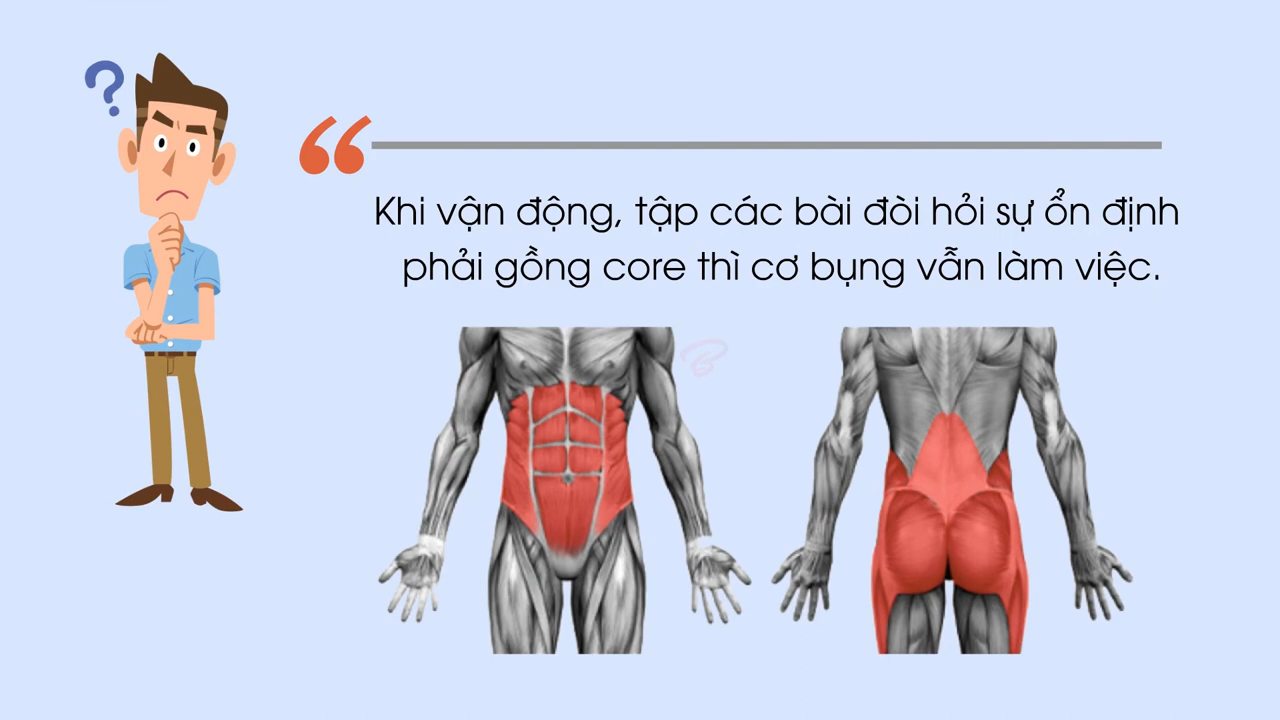 Khi vận động, tập các bài đòi hỏi sự ổn định
phải gồng core thì cơ bụng vẫn làm việc.